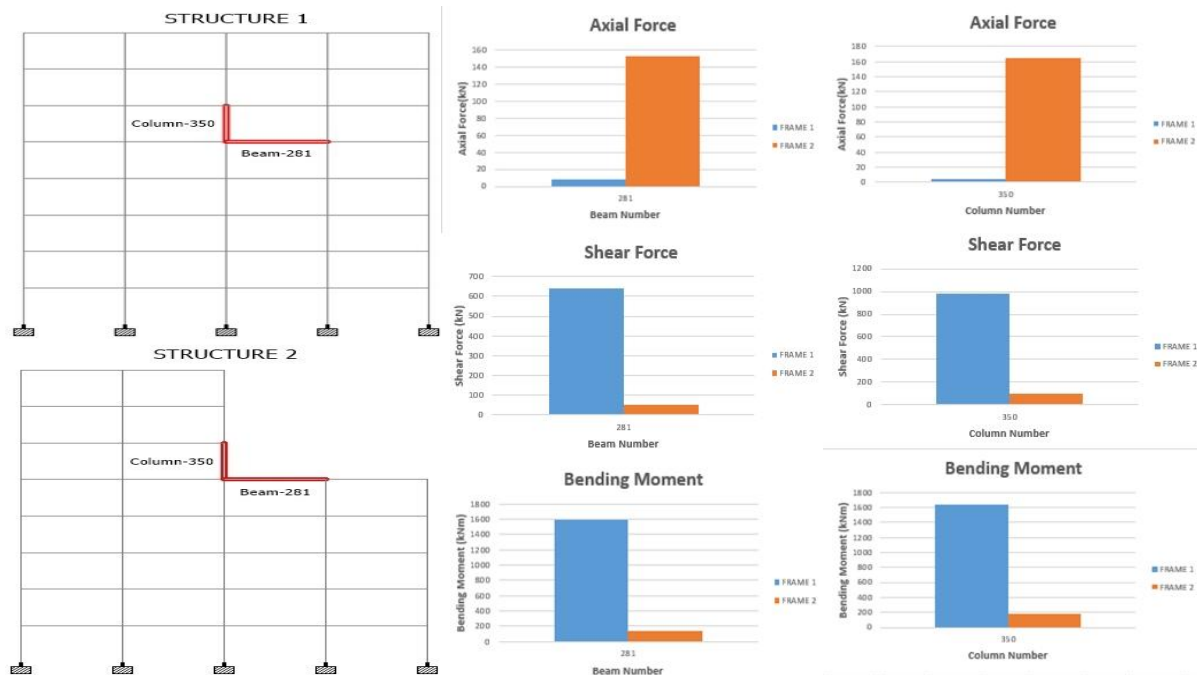 STRUCTURE 1
Column-350
Beam-281
STRUCTURE 2
Column-350
Beam-281
Axial Force
Axial Force(kN)
160
140
120
100
80
60
40
20
0
281
Beam Number
FRAME 1
FRAME 2
Axial Force
Axial Force(kN)
180
160
140
120
100
80
60
40
20
0
350
Column Number
FRAME 1
FRAME 2
Shear Force
Shear Force (kN)
700
600
500
400
300
200
100
0
281
Beam Number
FRAME 1
FRAME 2
Shear Force
Shear Force (kN)
1200
1000
800
600
400
200
0
350
Column Number
FRAME 1
FRAME 2
Bending Moment
Bending Moment (kNm)
1800
1600
1400
1200
1000
800
600
400
200
0
281
Beam Number
FRAME 1
FRAME 2
Bending Moment
Bending Moment (kNm)
1800
1600
1400
1200
1000
800
600
400
200
0
350
Column Number
FRAME 1
FRAME 2